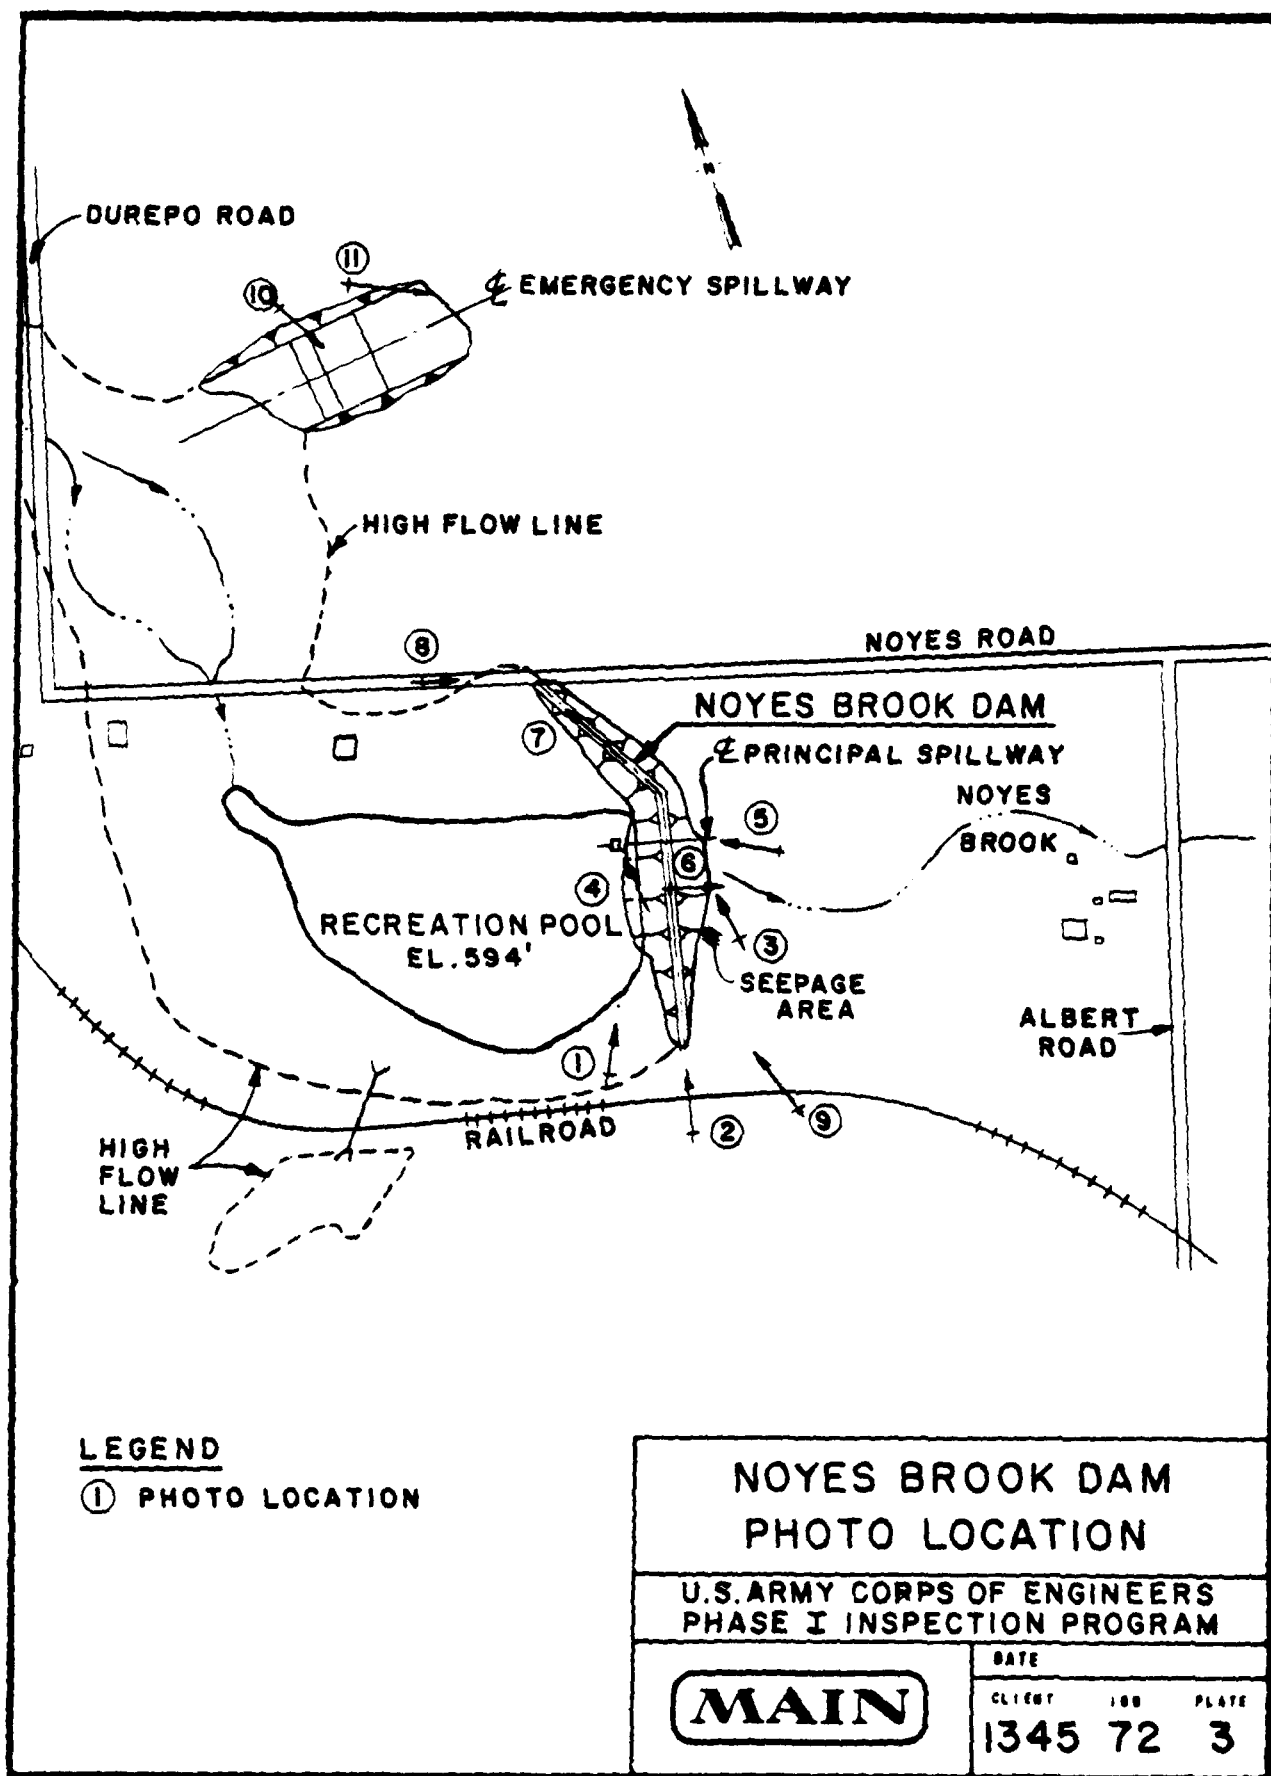 N
DUREPO ROAD
11
10
℄ EMERGENCY SPILLWAY
HIGH FLOW LINE
8
NOYES ROAD
NOYES BROOK DAM
7
℄ PRINCIPAL SPILLWAY
NOYES
BROOK
5
6
4
RECREATION POOL
EL. 594'
3
SEEPAGE
AREA
ALBERT
ROAD
1
2
9
RAILROAD
HIGH
FLOW
LINE
LEGEND
1 PHOTO LOCATION
NOYES BROOK DAM
PHOTO LOCATION
U.S. ARMY CORPS OF ENGINEERS
PHASE I INSPECTION PROGRAM
MAIN
DATE
CLIENT JOB PLATE
1345 72 3